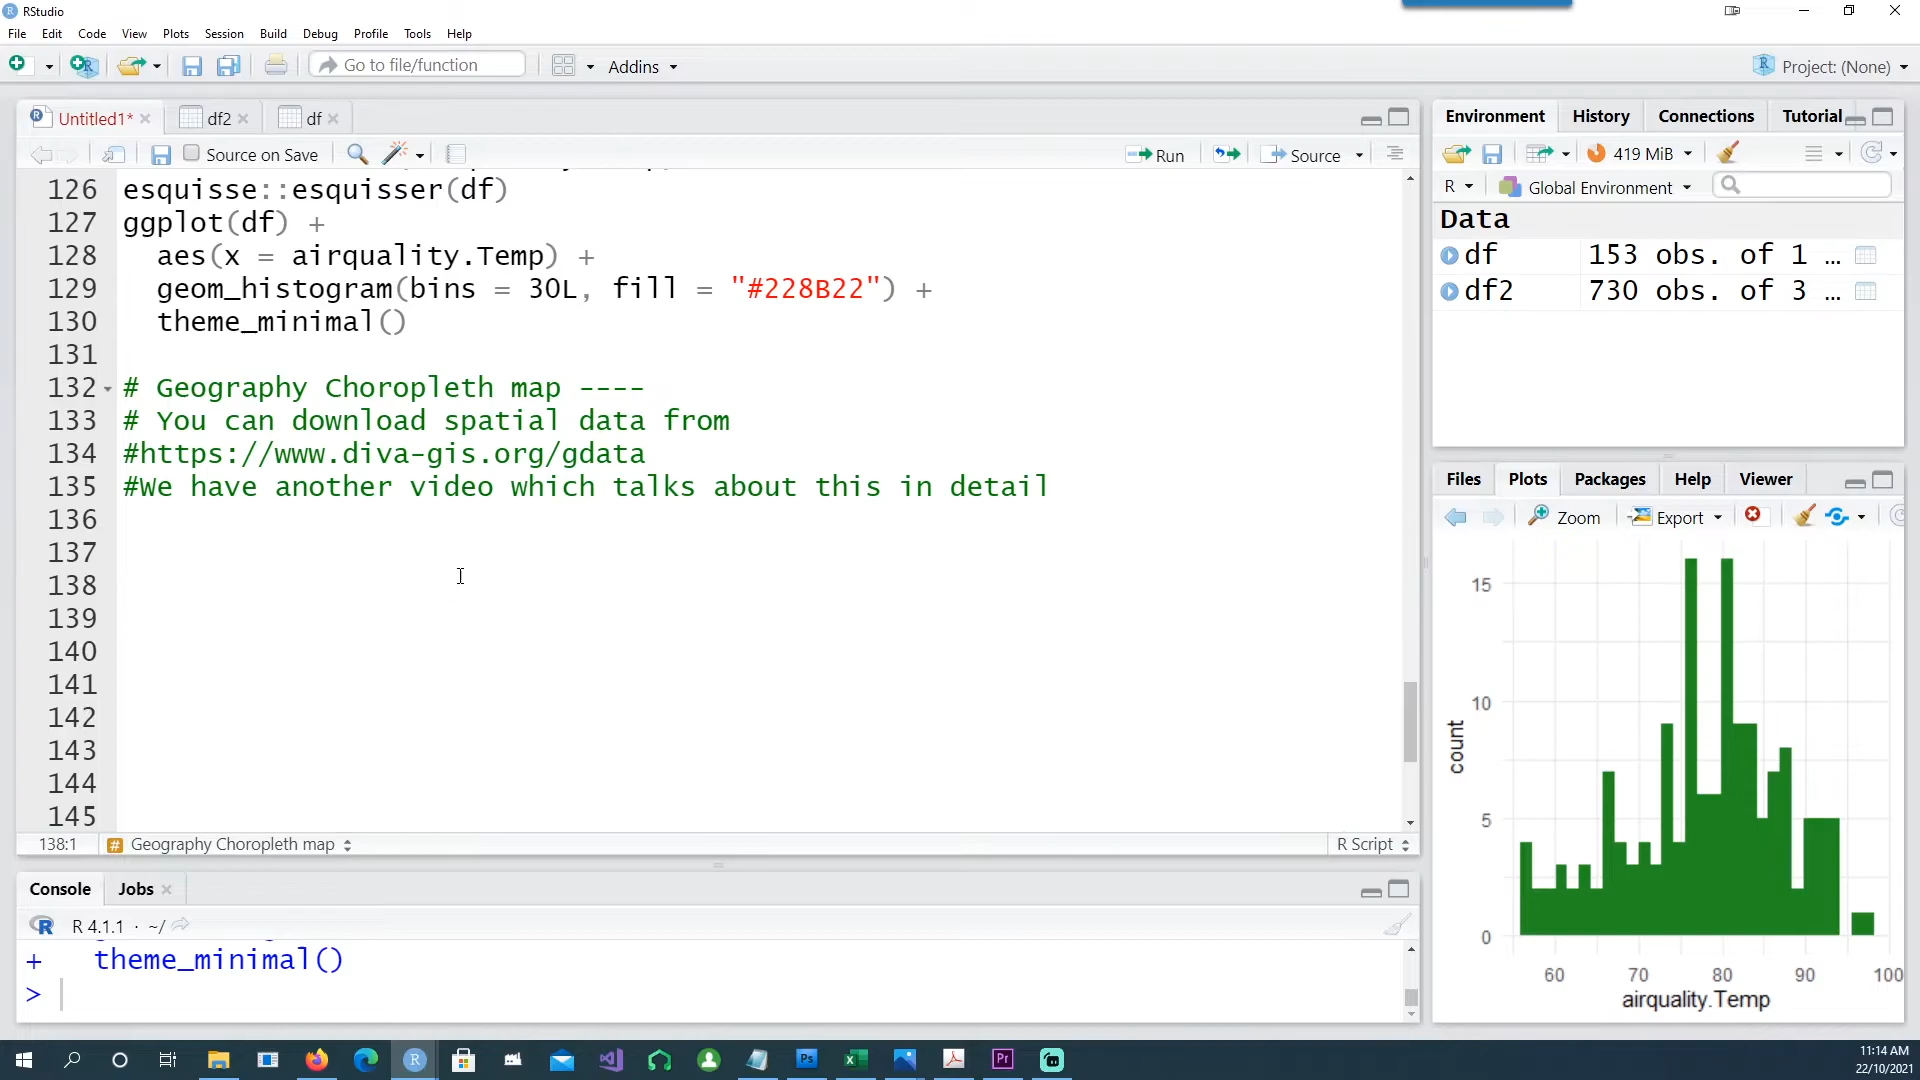 RStudio
File Edit Code View Plots Session Build Debug Profile Tools Help
Go to file/function Addins Project: (None)
Untitled1* df2 df
Source on Save Run Source
126 esquisse::esquisser(df)
127 ggplot(df) +
128 aes(x = airquality.Temp) +
129 geom_histogram(bins = 30L, fill = "#228B22") +
130 theme_minimal()
131
132 # Geography Choropleth map ----
133 # You can download spatial data from
134 #https://www.diva-gis.org/gdata
135 #We have another video which talks about this in detail
136
137
138
139
140
141
142
143
144
145
138:1 # Geography Choropleth map R Script
Console Jobs
R 4.1.1 · ~/
+ theme_minimal()
>
Environment History Connections Tutorial
419 MiB
R Global Environment
Data
df 153 obs. of 1 ...
df2 730 obs. of 3 ...
Files Plots Packages Help Viewer
Zoom Export
15
10
5
0
count
60 70 80 90 100
airquality.Temp
11:14 AM
22/10/2021